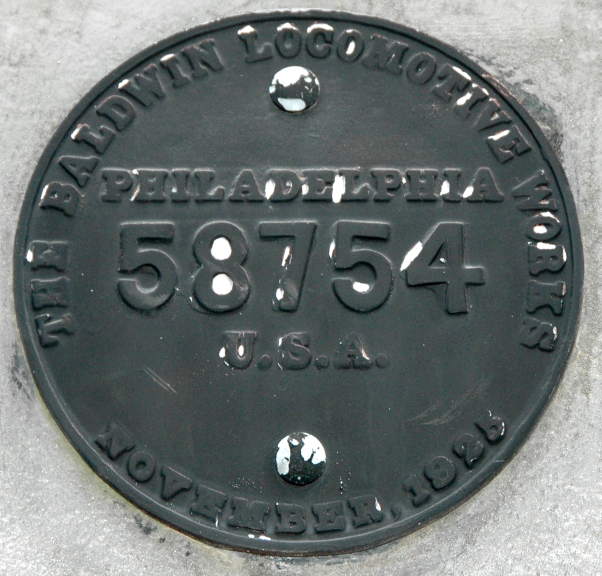 THE BALDWIN LOCOMOTIVE WORKS
PHILADELPHIA
58754
U.S.A.
NOVEMBER, 1925